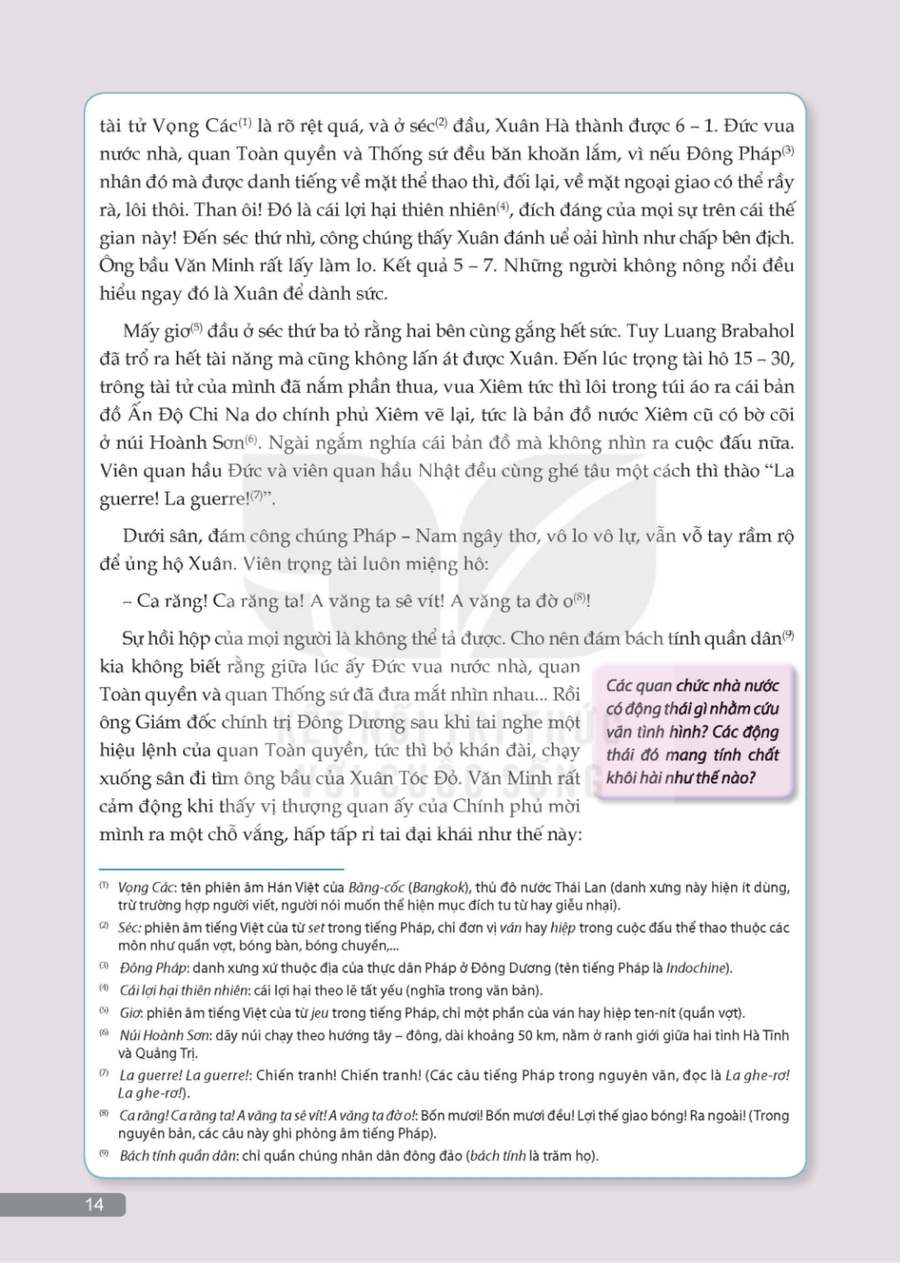 tài tử Vọng Các⁽¹⁾ là rõ rệt quá, và ở séc⁽²⁾ đầu, Xuân Hà thành được 6 – 1. Đức vua
nước nhà, quan Toàn quyền và Thống sứ đều băn khoăn lắm, vì nếu Đông Pháp⁽³⁾
nhân đó mà được danh tiếng về mặt thể thao thì, đối lại, về mặt ngoại giao có thể rầy
rà, lôi thôi. Than ôi! Đó là cái lợi hại thiên nhiên⁽⁴⁾, đích đáng của mọi sự trên cái thế
gian này! Đến séc thứ nhì, công chúng thấy Xuân đánh uể oải hình như chấp bên địch.
Ông bầu Văn Minh rất lấy làm lo. Kết quả 5 – 7. Những người không nông nổi đều
hiểu ngay đó là Xuân để dành sức.
Mấy giơ⁽⁵⁾ đầu ở séc thứ ba tỏ rằng hai bên cùng gắng hết sức. Tuy Luang Brabahol
đã trổ ra hết tài năng mà cũng không lấn át được Xuân. Đến lúc trọng tài hô 15 – 30,
trông tài tử của mình đã nắm phần thua, vua Xiêm tức thì lôi trong túi áo ra cái bản
đồ Ấn Độ Chi Na do chính phủ Xiêm vẽ lại, tức là bản đồ nước Xiêm cũ có bờ cõi
ở núi Hoành Sơn⁽⁶⁾. Ngài ngắm nghía cái bản đồ mà không nhìn ra cuộc đấu nữa.
Viên quan hầu Đức và viên quan hầu Nhật đều cùng ghé tâu một cách thì thào “La
guerre! La guerre!⁽⁷⁾”.
Dưới sân, đám công chúng Pháp – Nam ngây thơ, vô lo vô lự, vẫn vỗ tay rầm rộ
để ủng hộ Xuân. Viên trọng tài luôn miệng hô:
– Ca răng! Ca răng ta! A văng ta sê vít! A văng ta đờ o⁽⁸⁾!
Sự hồi hộp của mọi người là không thể tả được. Cho nên đám bách tính quần dân⁽⁹⁾
kia không biết rằng giữa lúc ấy Đức vua nước nhà, quan
Toàn quyền và quan Thống sứ đã đưa mắt nhìn nhau... Rồi
ông Giám đốc chính trị Đông Dương sau khi tai nghe một
hiệu lệnh của quan Toàn quyền, tức thì bỏ khán đài, chạy
xuống sân đi tìm ông bầu của Xuân Tóc Đỏ. Văn Minh rất
cảm động khi thấy vị thượng quan ấy của Chính phủ mời
mình ra một chỗ vắng, hấp tấp rỉ tai đại khái như thế này:
Các quan chức nhà nước
có động thái gì nhằm cứu
vãn tình hình? Các động
thái đó mang tính chất
khôi hài như thế nào?
KẾT NỐI TRI THỨC
VỚI CUỘC SỐNG
⁽¹⁾ Vọng Các: tên phiên âm Hán Việt của Băng-cốc (Bangkok), thủ đô nước Thái Lan (danh xưng này hiện ít dùng,
trừ trường hợp người viết, người nói muốn thể hiện mục đích tu từ hay giễu nhại).
⁽²⁾ Séc: phiên âm tiếng Việt của từ set trong tiếng Pháp, chỉ đơn vị ván hay hiệp trong cuộc đấu thể thao thuộc các
môn như quần vợt, bóng bàn, bóng chuyền,...
⁽³⁾ Đông Pháp: danh xưng xứ thuộc địa của thực dân Pháp ở Đông Dương (tên tiếng Pháp là Indochine).
⁽⁴⁾ Cái lợi hại thiên nhiên: cái lợi hại theo lẽ tất yếu (nghĩa trong văn bản).
⁽⁵⁾ Giơ: phiên âm tiếng Việt của từ jeu trong tiếng Pháp, chỉ một phần của ván hay hiệp ten-nít (quần vợt).
⁽⁶⁾ Núi Hoành Sơn: dãy núi chạy theo hướng tây – đông, dài khoảng 50 km, nằm ở ranh giới giữa hai tỉnh Hà Tĩnh
và Quảng Trị.
⁽⁷⁾ La guerre! La guerre!: Chiến tranh! Chiến tranh! (Các câu tiếng Pháp trong nguyên văn, đọc là La ghe-rơ!
La ghe-rơ!).
⁽⁸⁾ Ca răng! Ca răng ta! A văng ta sê vít! A văng ta đờ o!: Bốn mươi! Bốn mươi đều! Lợi thế giao bóng! Ra ngoài! (Trong
nguyên bản, các câu này ghi phỏng âm tiếng Pháp).
⁽⁹⁾ Bách tính quần dân: chỉ quần chúng nhân dân đông đảo (bách tính là trăm họ).
14